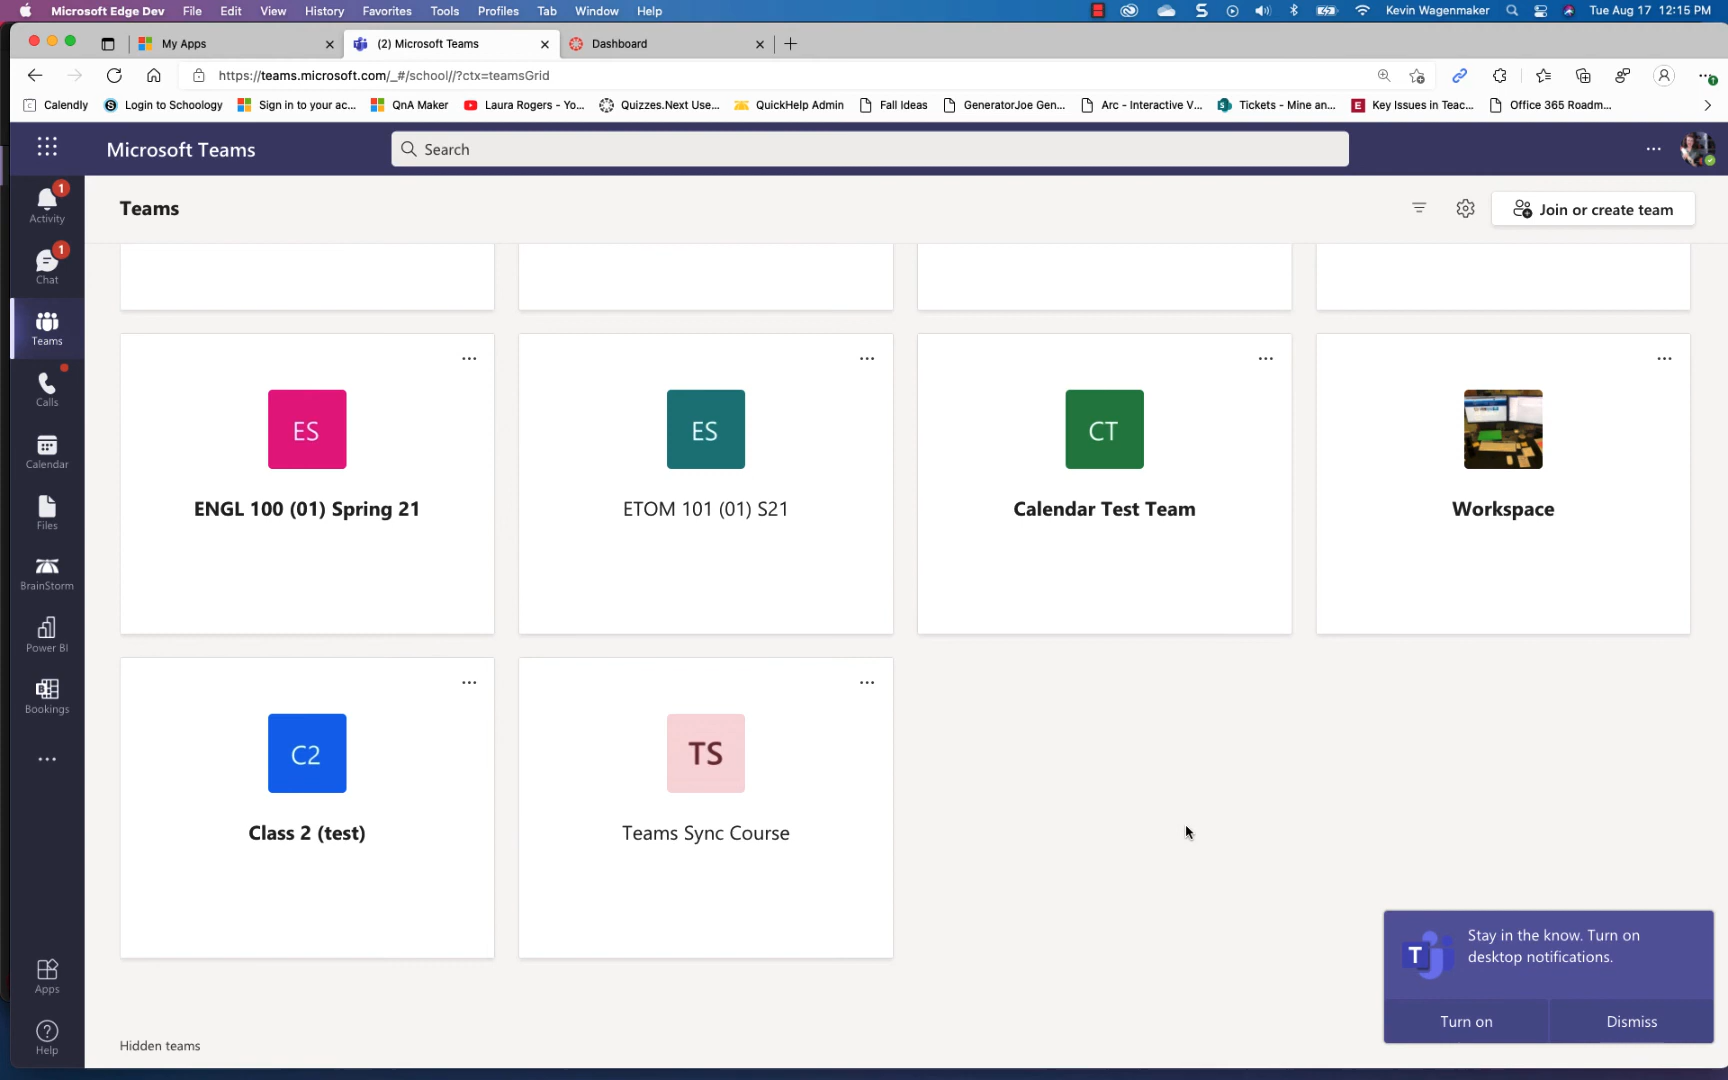 Microsoft Edge Dev File Edit View History Favorites Tools Profiles Tab Window Help S Kevin Wagenmaker Tue Aug 17 12:15 PM
My Apps (2) Microsoft Teams Dashboard
https://teams.microsoft.com/_#/school//?ctx=teamsGrid
Calendly Login to Schoology Sign in to your ac... QnA Maker Laura Rogers - Yo... Quizzes.Next Use... QuickHelp Admin Fall Ideas GeneratorJoe Gen... Arc - Interactive V... Tickets - Mine an... Key Issues in Teac... Office 365 Roadm...
Microsoft Teams
Search
Teams
Join or create team
1
Activity
1
Chat
Teams
Calls
Calendar
Files
BrainStorm
Power BI
Bookings
Apps
Help
ES
ENGL 100 (01) Spring 21
ES
ETOM 101 (01) S21
CT
Calendar Test Team
Workspace
C2
Class 2 (test)
TS
Teams Sync Course
Hidden teams
T
Stay in the know. Turn on
desktop notifications.
Turn on
Dismiss